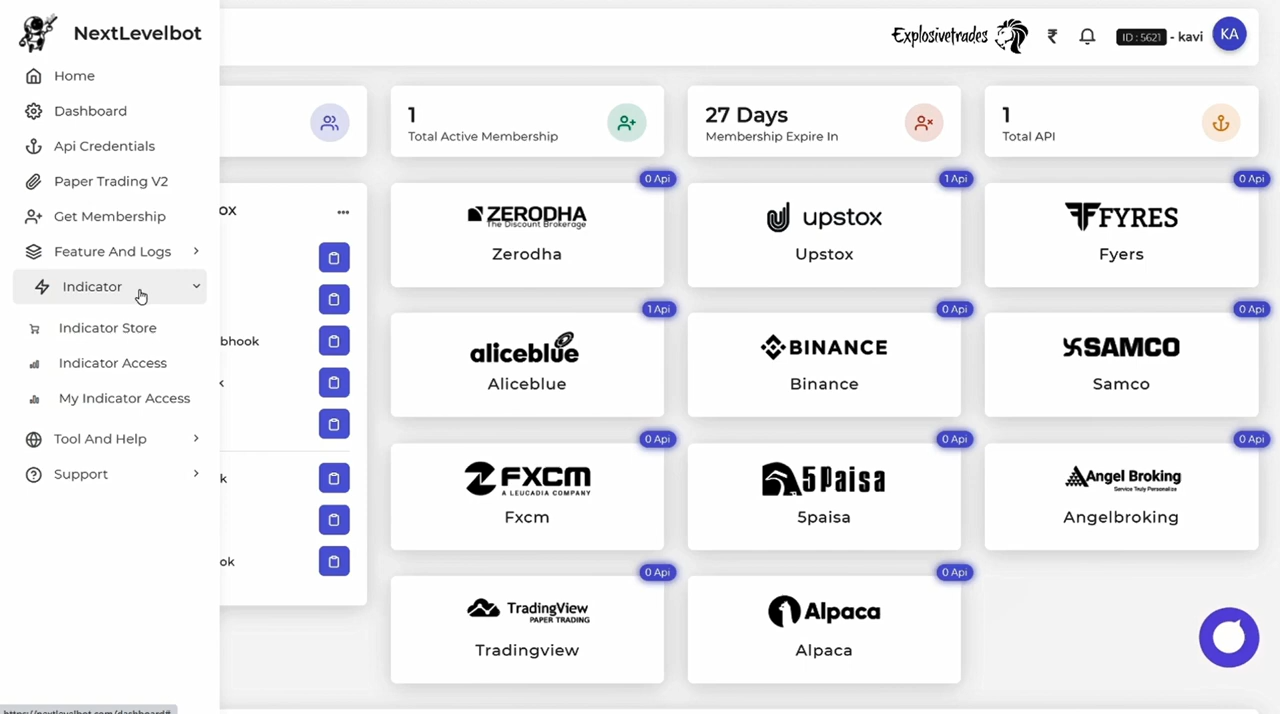 NextLevelbot
Home
Dashboard
Api Credentials
Paper Trading V2
Get Membership
Feature And Logs
Indicator
Indicator Store
Indicator Access
My Indicator Access
Tool And Help
Support
Explosivetrades
₹
ID : 5621 - kavi
KA
1
Total Active Membership
27 Days
Membership Expire In
1
Total API
ox
bhook
k
k
ok
0 Api
ZERODHA
The Discount Brokerage
Zerodha
1 Api
upstox
Upstox
0 Api
FYRES
Fyers
1 Api
aliceblue
Aliceblue
0 Api
BINANCE
Binance
0 Api
SAMCO
Samco
0 Api
FXCM
A LEUCADIA COMPANY
Fxcm
0 Api
5paisa
5paisa
0 Api
Angel Broking
Service Truly Personalize
Angelbroking
0 Api
TradingView
PAPER TRADING
Tradingview
0 Api
Alpaca
Alpaca
https://nextlevelbot.com/dashboard#